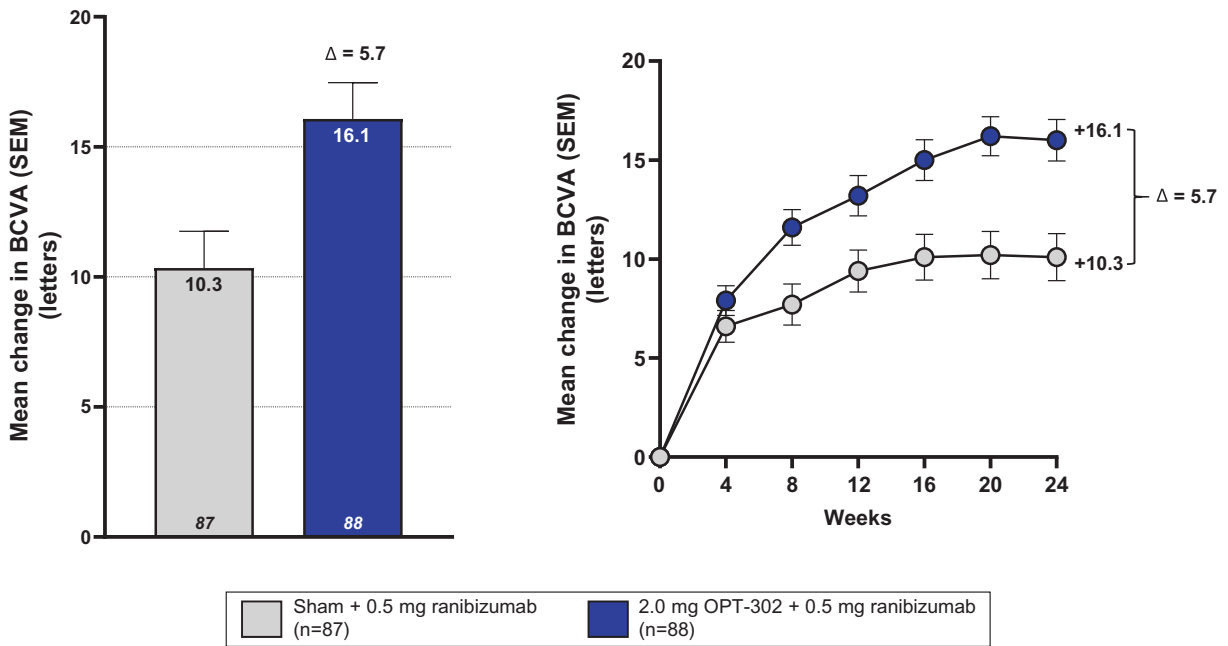 Mean change in BCVA (SEM)
(letters)
20
15
10
5
0
Δ = 5.7
10.3
16.1
87
88
Mean change in BCVA (SEM)
(letters)
20
15
10
5
0
0 4 8 12 16 20 24
Weeks
+16.1
Δ = 5.7
+10.3
Sham + 0.5 mg ranibizumab
(n=87)
2.0 mg OPT-302 + 0.5 mg ranibizumab
(n=88)